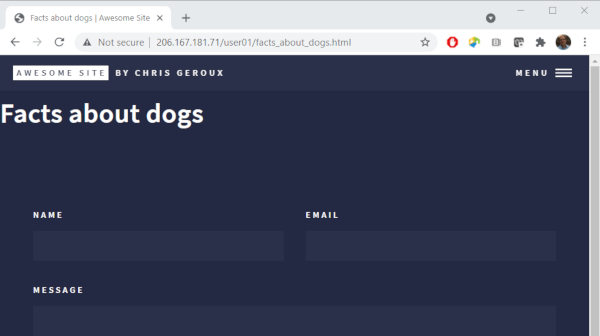 Facts about dogs | Awesome Site
Not secure | 206.167.181.71/user01/facts_about_dogs.html
AWESOME SITE BY CHRIS GEROUX
MENU
Facts about dogs
NAME
EMAIL
MESSAGE